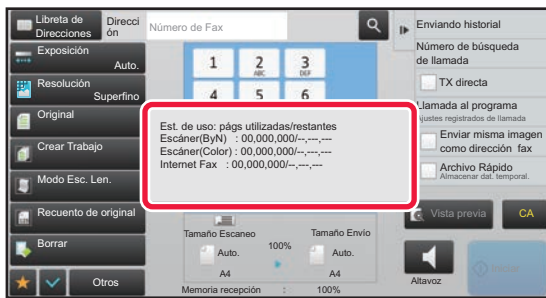 Libreta de
Direcciones
Direcci
ón
Número de Fax
Enviando historial
Exposición
Auto.
Número de búsqueda
de llamada
1 2 3
ABC DEF
TX directa
Resolución
Superfino
4 5 6
Llamada al programa
Ajustes registrados de llamada
Original
Est. de uso: págs utilizadas/restantes
Escáner(ByN) : 00,000,000/--,---,---
Escáner(Color) : 00,000,000/--,---,---
Internet Fax : 00,000,000/--,---,---
Enviar misma imagen
como dirección fax
Crear Trabajo
Archivo Rápido
Almacenar dat. temporal.
Modo Esc. Len.
Recuento de original
Vista previa
CA
Tamaño Escaneo
Tamaño Envío
Borrar
Auto.
100%
Auto.
A4
A4
Otros
Memoria recepción : 100%
Altavoz
Iniciar